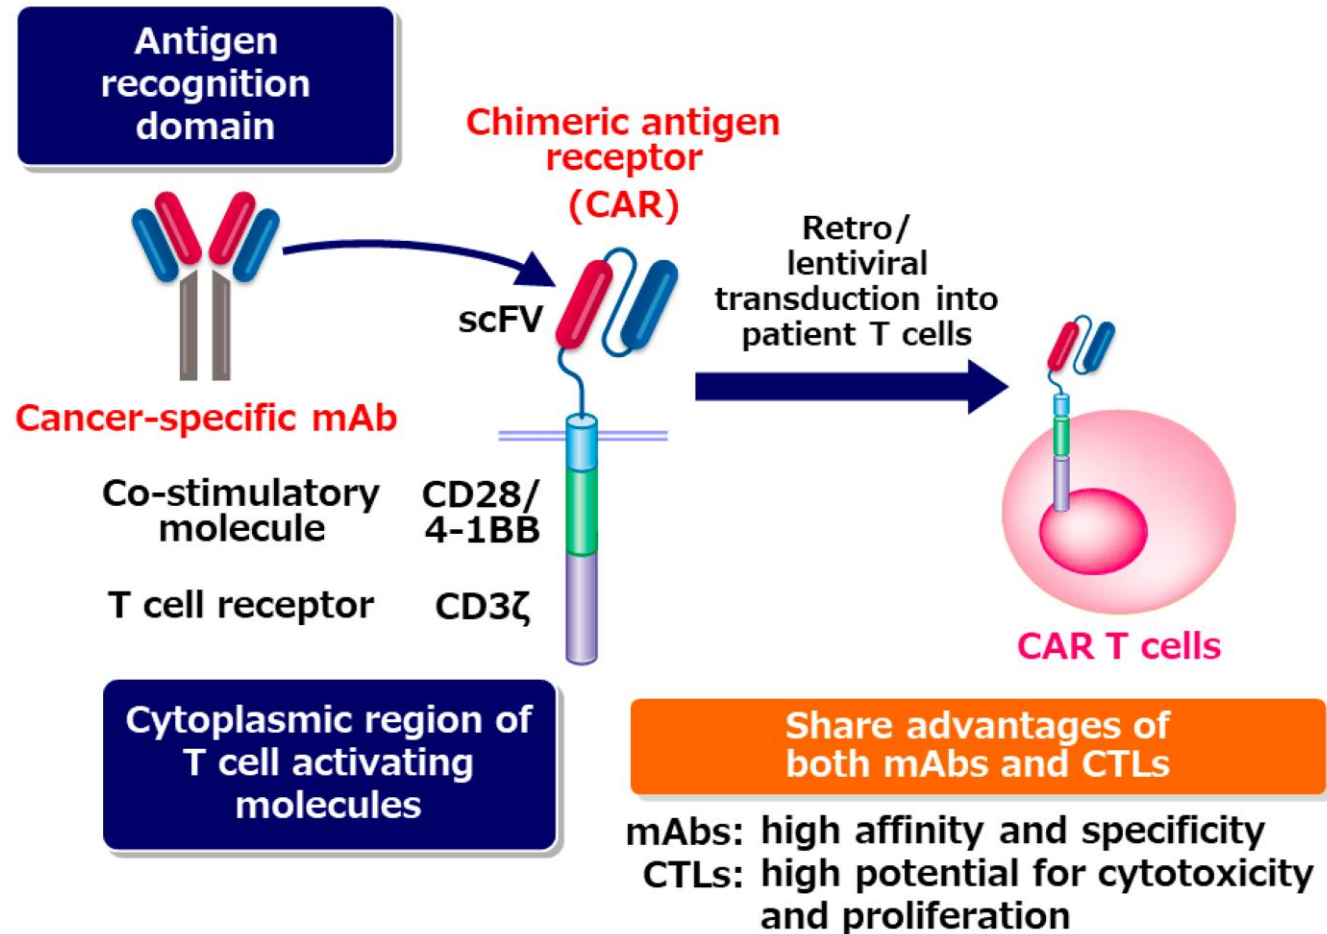 Antigen
recognition
domain
Chimeric antigen
receptor
(CAR)
Retro/
lentiviral
transduction into
patient T cells
scFV
Cancer-specific mAb
Co-stimulatory
molecule
CD28/
4-1BB
T cell receptor
CD3ζ
CAR T cells
Cytoplasmic region of
T cell activating
molecules
Share advantages of
both mAbs and CTLs
mAbs: high affinity and specificity
CTLs: high potential for cytotoxicity
and proliferation